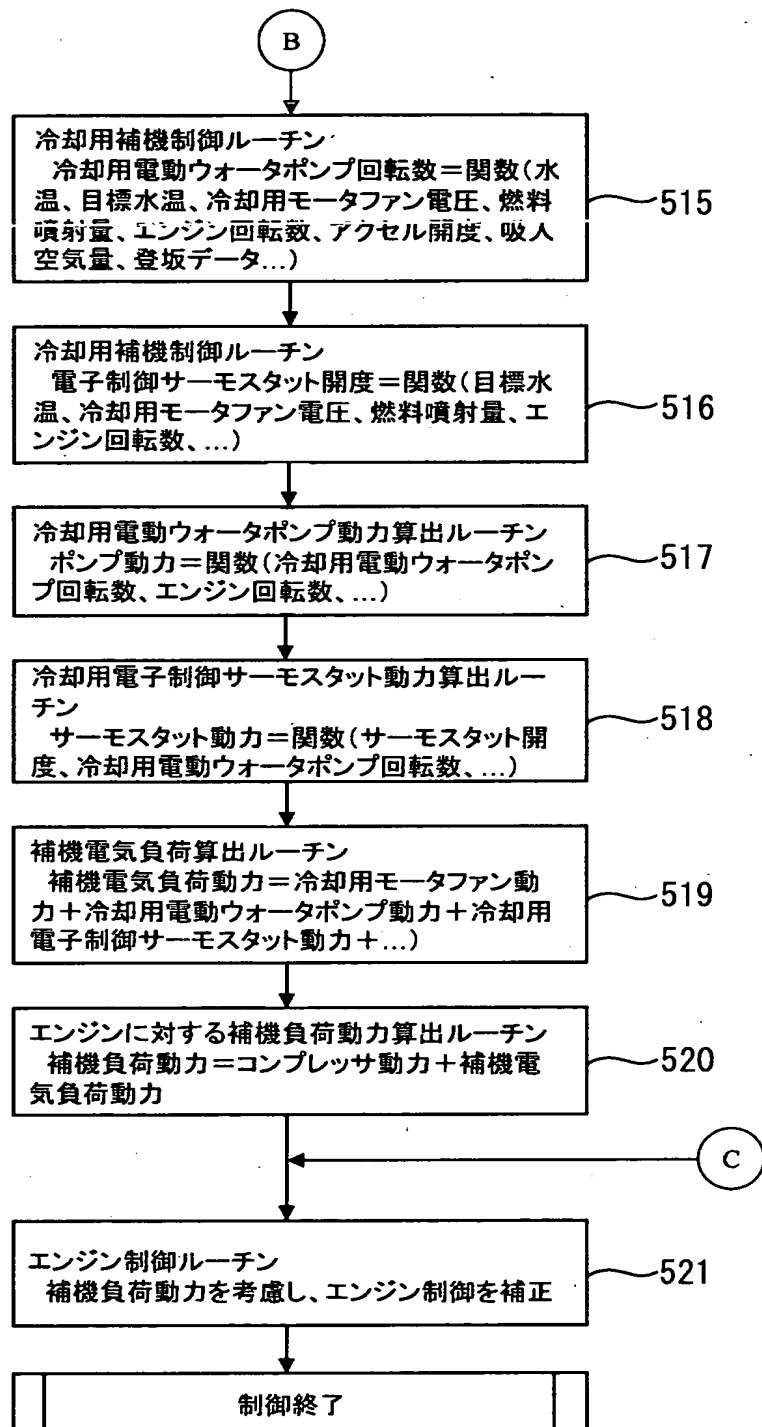 B
冷却用補機制御ルーチン
冷却用電動ウォータポンプ回転数=関数(水
温、目標水温、冷却用モータファン電圧、燃料
噴射量、エンジン回転数、アクセル開度、吸入
空気量、登坂データ...)
515
冷却用補機制御ルーチン
電子制御サーモスタット開度=関数(目標水
温、冷却用モータファン電圧、燃料噴射量、エ
ンジン回転数、...)
516
冷却用電動ウォータポンプ動力算出ルーチン
ポンプ動力=関数(冷却用電動ウォータポン
プ回転数、エンジン回転数、...)
517
冷却用電子制御サーモスタット動力算出ルー
チン
サーモスタット動力=関数(サーモスタット開
度、冷却用電動ウォータポンプ回転数、...)
518
補機電気負荷算出ルーチン
補機電気負荷動力=冷却用モータファン動
力+冷却用電動ウォータポンプ動力+冷却用
電子制御サーモスタット動力+...)
519
エンジンに対する補機負荷動力算出ルーチン
補機負荷動力=コンプレッサ動力+補機電
気負荷動力
520
C
エンジン制御ルーチン
補機負荷動力を考慮し、エンジン制御を補正
521
制御終了